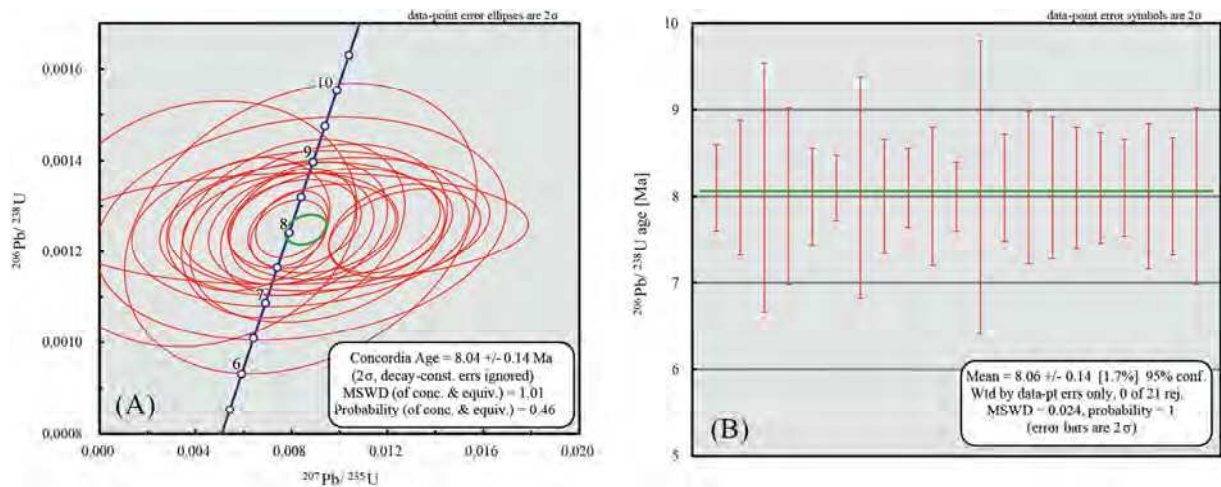 data-point error ellipses are 2σ
0,0016
0,0014
0,0012
0,0010
0,0008
²⁰⁶Pb/ ²³⁸U
10
9
8
7
6
(A)
Concordia Age = 8.04 +/- 0.14 Ma
(2σ, decay-const. errs ignored)
MSWD (of conc. & equiv.) = 1.01
Probability (of conc. & equiv.) = 0.46
0,000
0,004
0,008
0,012
0,016
0,020
²⁰⁷Pb/ ²³⁵U
data-point error symbols are 2σ
10
9
8
7
6
5
²⁰⁶Pb/ ²³⁸U age [Ma]
(B)
Mean = 8.06 +/- 0.14 [1.7%] 95% conf.
Wtd by data-pt errs only, 0 of 21 rej.
MSWD = 0.024, probability = 1
(error bars are 2σ)